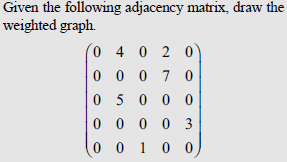 Given the following adjacency matrix, draw the
weighted graph.
0 4 0 2 0
0 0 0 7 0
0 5 0 0 0
0 0 0 0 3
0 0 1 0 0